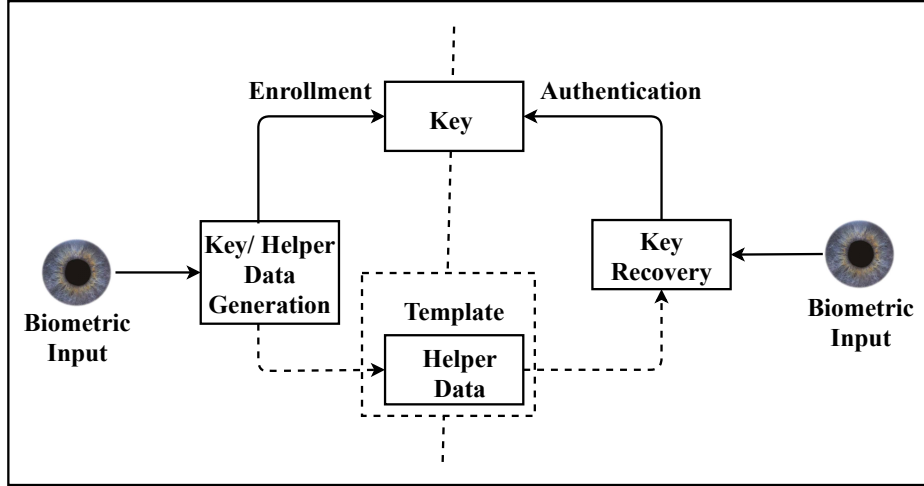 Enrollment
Authentication
Key
Key/ Helper
Data
Generation
Key
Recovery
Biometric
Input
Template
Helper
Data
Biometric
Input